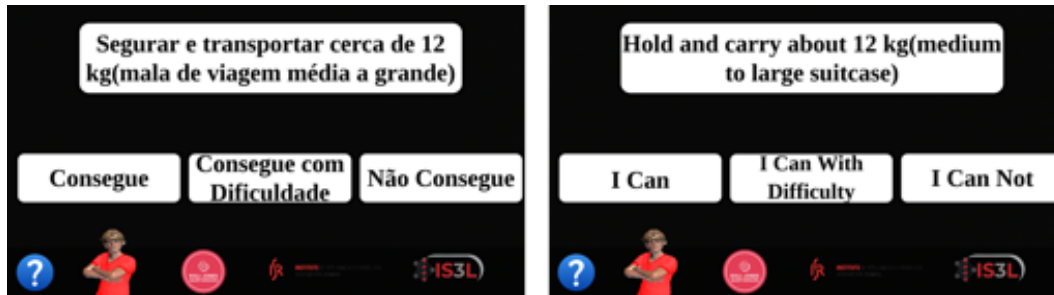 Segurar e transportar cerca de 12
kg(mala de viagem média a grande)
Consegue
Consegue com
Dificuldade
Não Consegue
?
IS3L
Hold and carry about 12 kg(medium
to large suitcase)
I Can
I Can With
Difficulty
I Can Not
?
IS3L